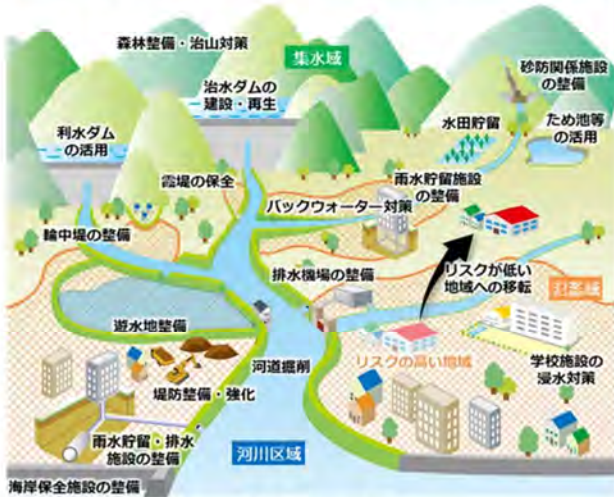 森林整備・治山対策
集水域
砂防関係施設
の整備
治水ダムの
建設・再生
水田貯留
ため池等
の活用
利水ダム
の活用
霞堤の保全
雨水貯留施設
の整備
バックウォーター対策
輪中堤の整備
排水機場の整備
リスクが低い
地域への移転
氾濫域
遊水地整備
河道掘削
リスクの高い地域
学校施設の
浸水対策
堤防整備・強化
雨水貯留・排水
施設の整備
河川区域
海岸保全施設の整備